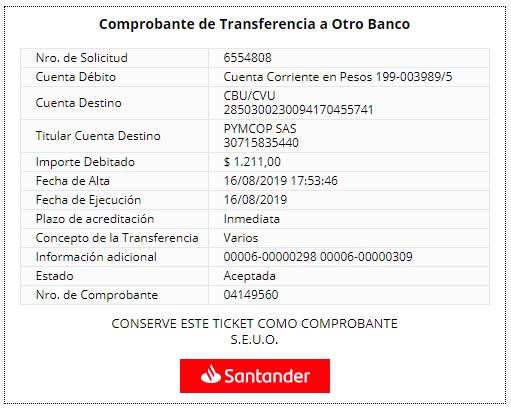 Comprobante de Transferencia a Otro Banco
Nro. de Solicitud 6554808
Cuenta Débito Cuenta Corriente en Pesos 199-003989/5
Cuenta Destino CBU/CVU
2850300230094170455741
Titular Cuenta Destino PYMCOP SAS
30715835440
Importe Debitado $ 1.211,00
Fecha de Alta 16/08/2019 17:53:46
Fecha de Ejecución 16/08/2019
Plazo de acreditación Inmediata
Concepto de la Transferencia Varios
Información adicional 00006-00000298 00006-00000309
Estado Aceptada
Nro. de Comprobante 04149560
CONSERVE ESTE TICKET COMO COMPROBANTE
S.E.U.O.
Santander